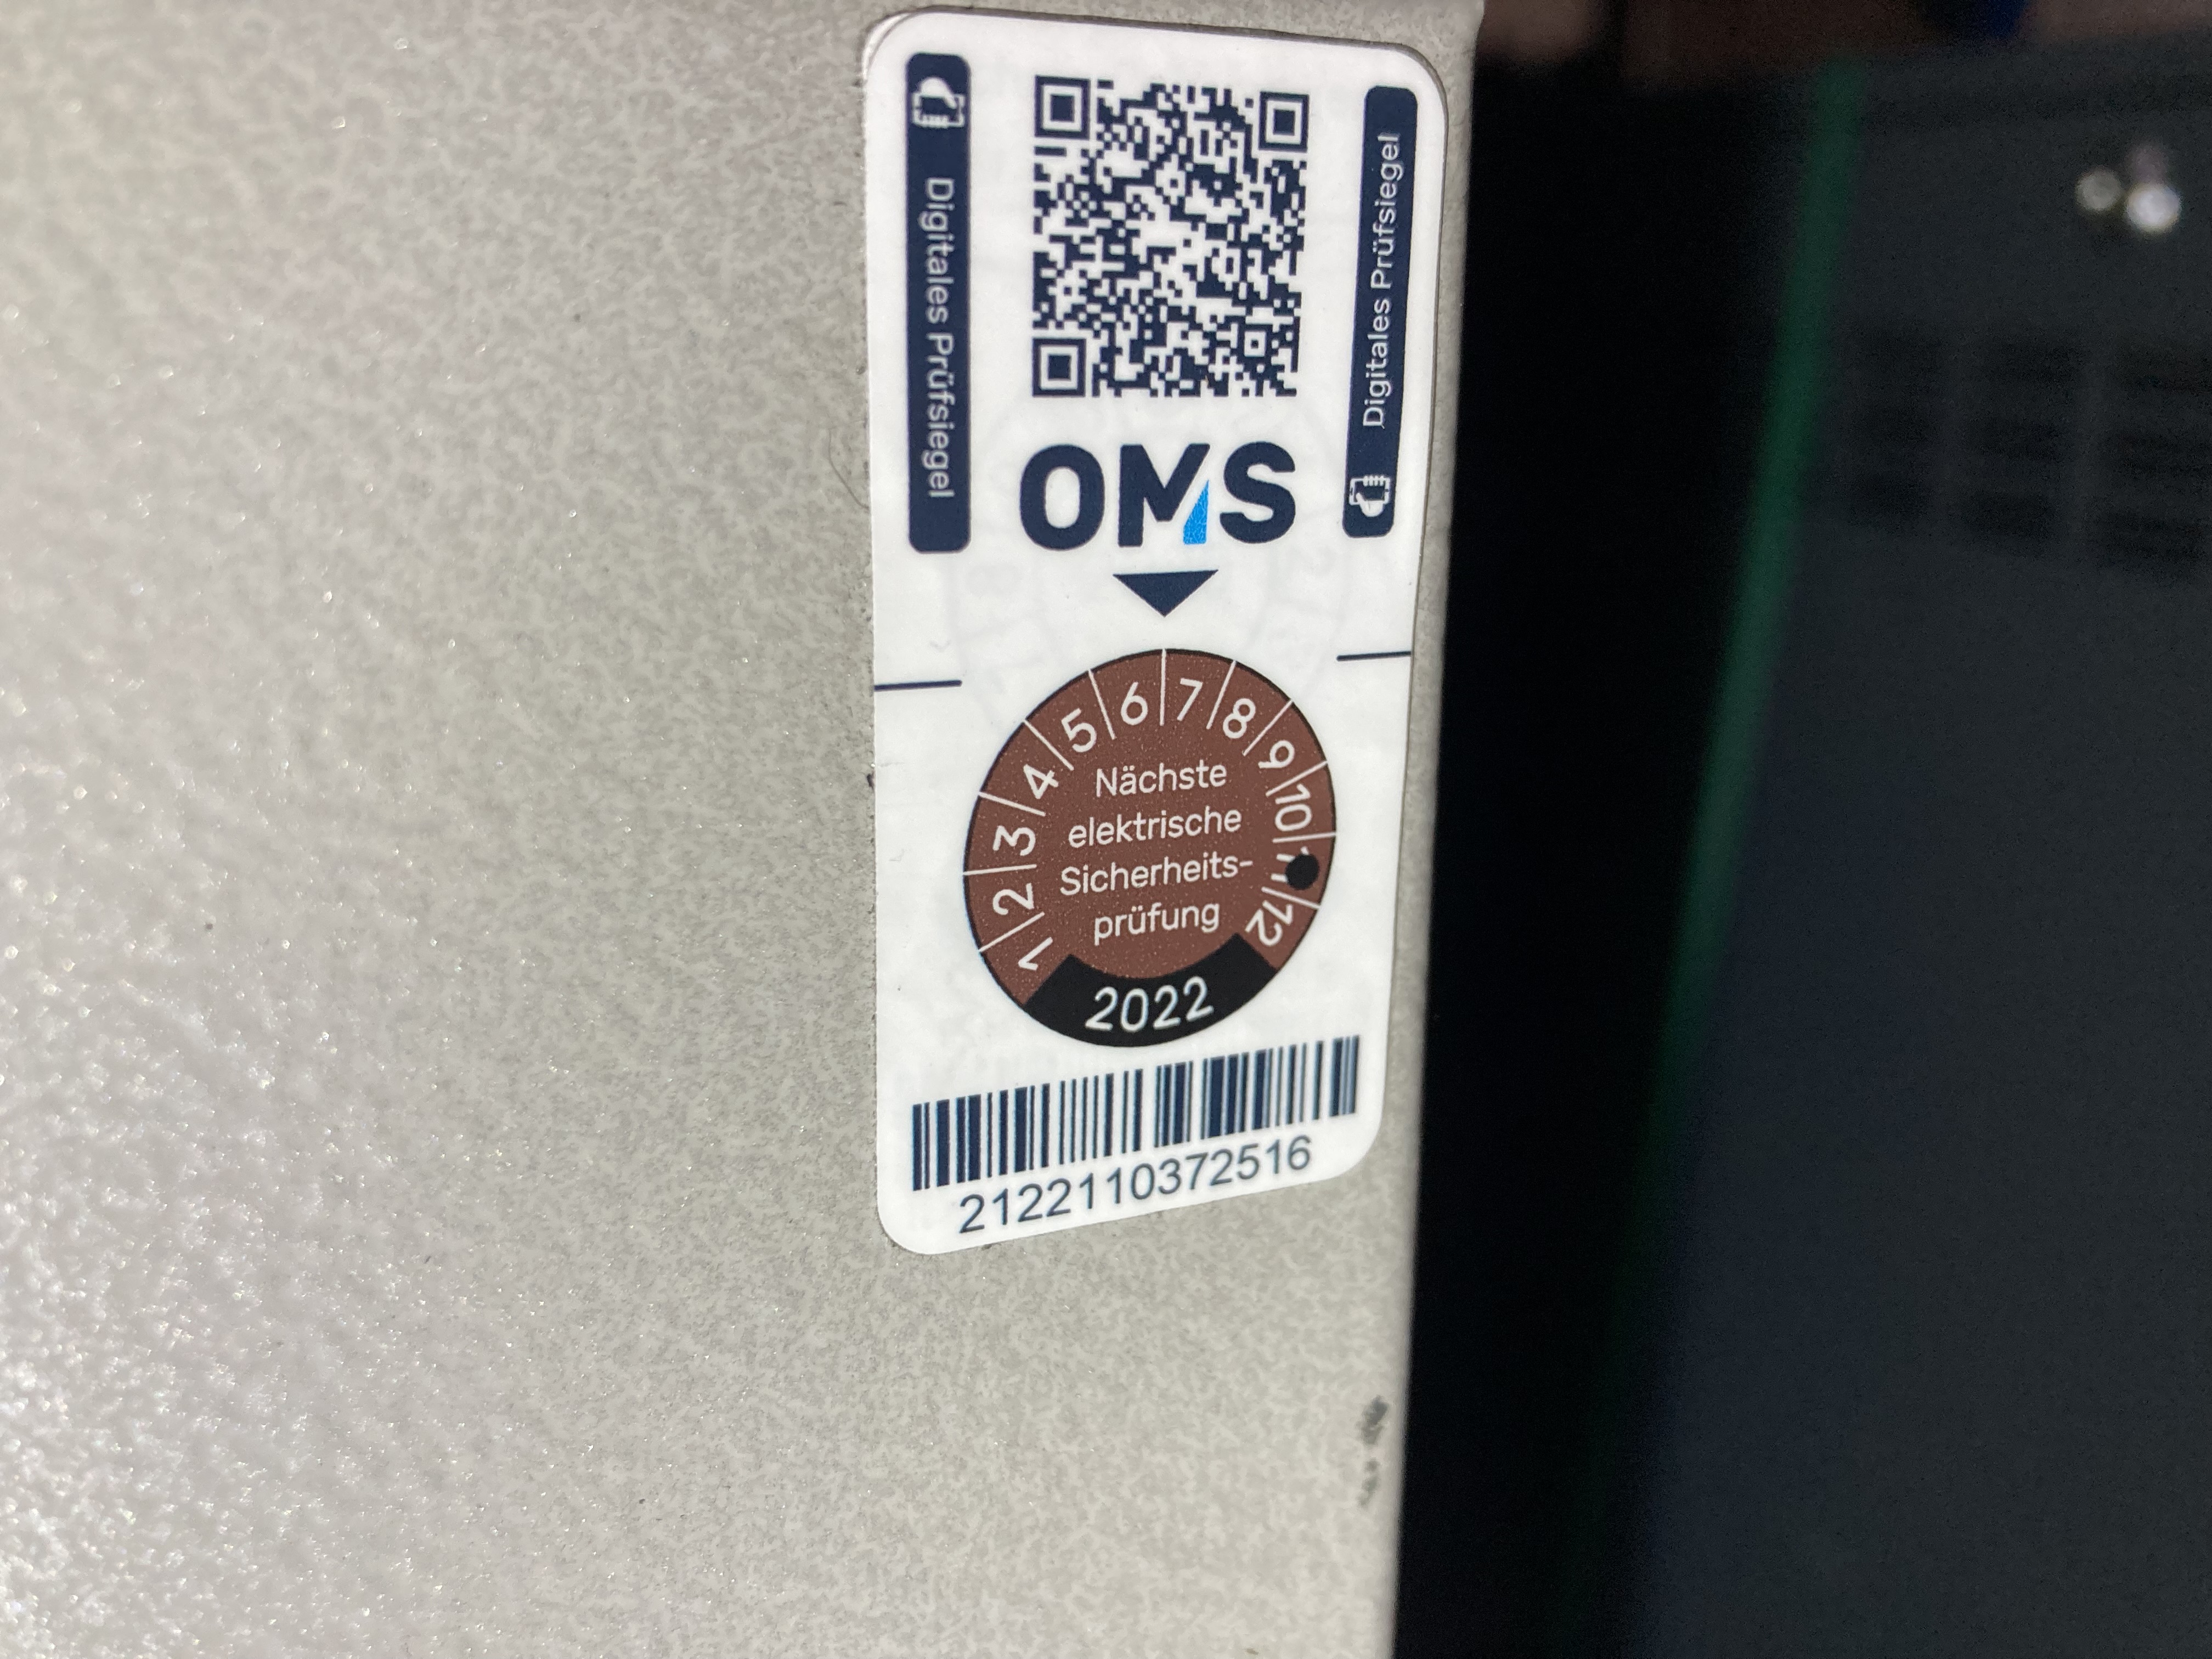 Digitales Prüfsiegel
Digitales Prüfsiegel
OMS
1 2 3 4 5 6 7 8 9 10 11 12
Nächste
elektrische
Sicherheits-
prüfung
2022
2122110372516